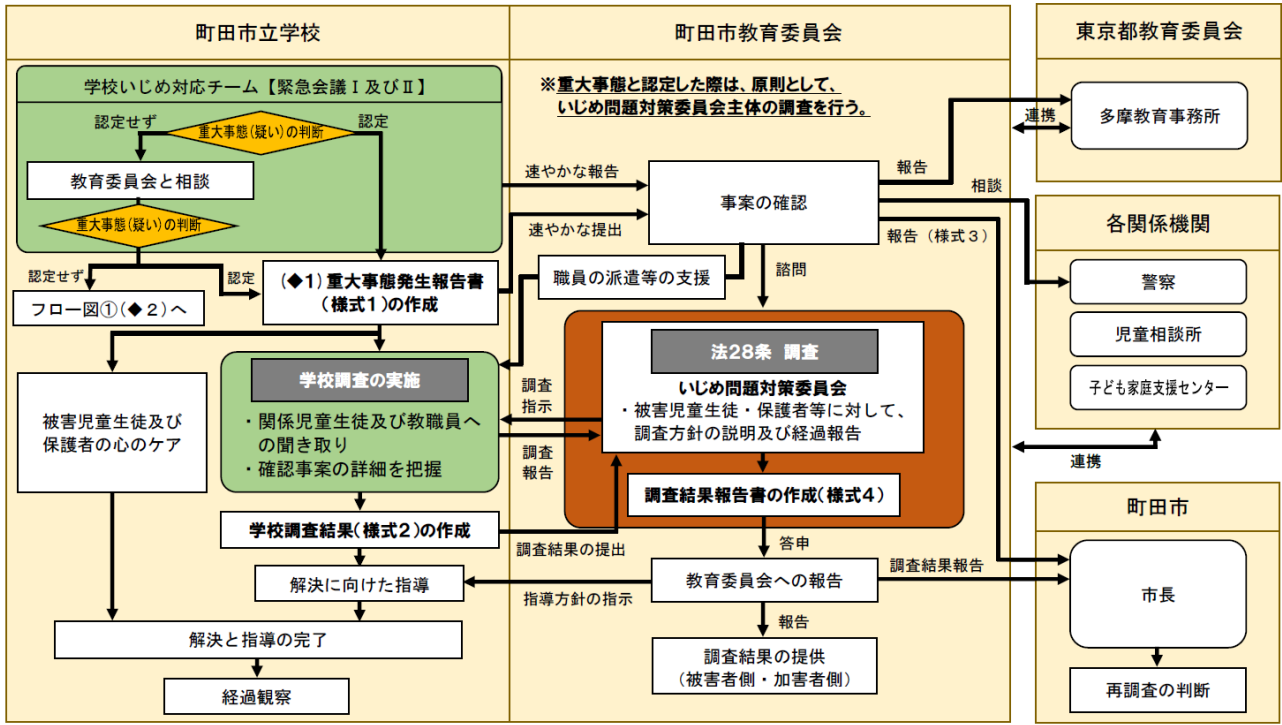 町田市立学校
学校いじめ対応チーム【緊急会議Ⅰ及びⅡ】
認定せず
重大事態(疑い)の判断
認定
教育委員会と相談
重大事態(疑い)の判断
認定せず
認定
フロー図①(◆2)へ
(◆1)重大事態発生報告書
(様式1)の作成
学校調査の実施
・関係児童生徒及び教職員へ
の聞き取り
・確認事案の詳細を把握
被害児童生徒及び
保護者の心のケア
学校調査結果(様式2)の作成
解決に向けた指導
解決と指導の完了
経過観察
町田市教育委員会
※重大事態と認定した際は、原則として、
いじめ問題対策委員会主体の調査を行う。
速やかな報告
速やかな提出
事案の確認
職員の派遣等の支援
諮問
法28条 調査
いじめ問題対策委員会
・被害児童生徒・保護者等に対して、
調査方針の説明及び経過報告
調査
指示
調査
報告
調査結果報告書の作成(様式4)
調査結果の提出
答申
教育委員会への報告
指導方針の指示
報告
調査結果の提供
(被害者側・加害者側)
報告
相談
報告(様式3)
調査結果報告
東京都教育委員会
連携
多摩教育事務所
各関係機関
警察
児童相談所
子ども家庭支援センター
連携
町田市
市長
再調査の判断